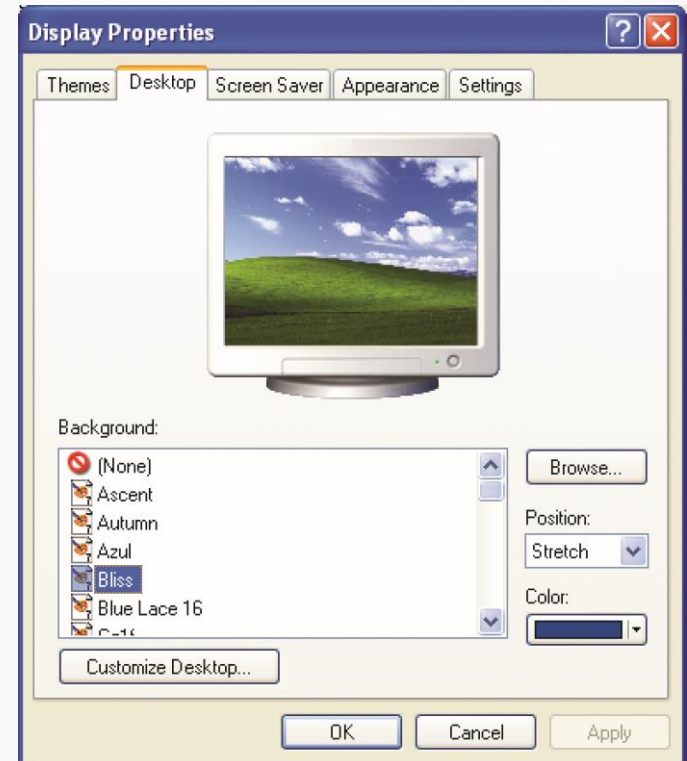 Display Properties
Themes Desktop Screen Saver Appearance Settings
Background:
(None)
Ascent
Autumn
Azul
Bliss
Blue Lace 16
Browse...
Position:
Stretch
Color:
Customize Desktop...
OK Cancel Apply